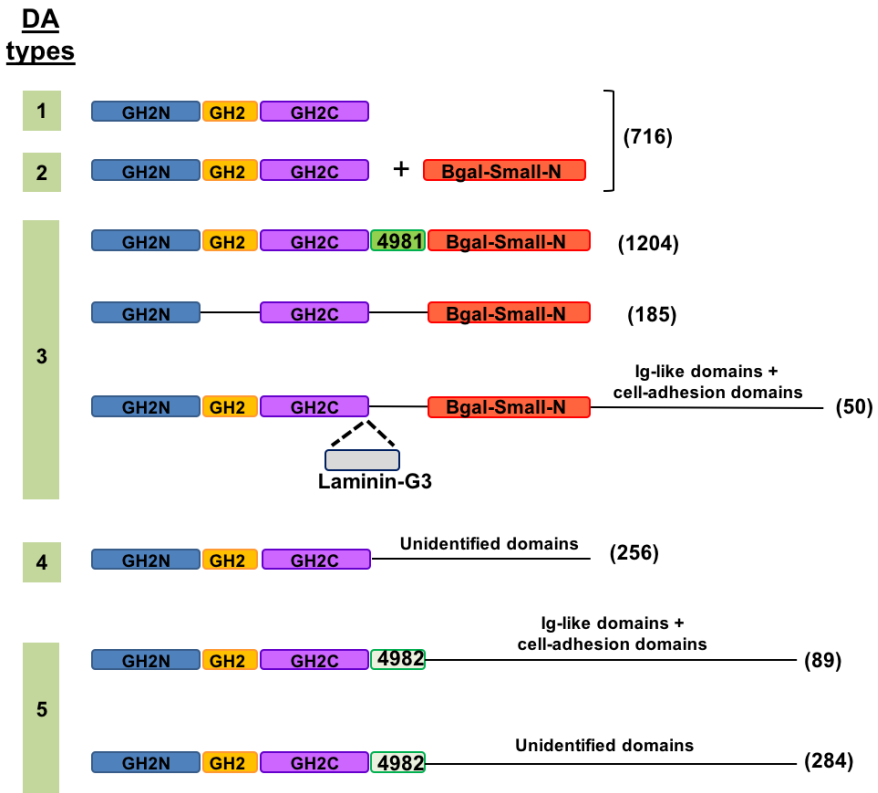 DA
types
1
GH2N GH2 GH2C
(716)
2
GH2N GH2 GH2C + Bgal-Small-N
3
GH2N GH2 GH2C 4981 Bgal-Small-N (1204)
GH2N GH2C Bgal-Small-N (185)
Ig-like domains +
cell-adhesion domains
GH2N GH2 GH2C Bgal-Small-N (50)
Laminin-G3
4
Unidentified domains
GH2N GH2 GH2C (256)
5
Ig-like domains +
cell-adhesion domains
GH2N GH2 GH2C 4982 (89)
Unidentified domains
GH2N GH2 GH2C 4982 (284)